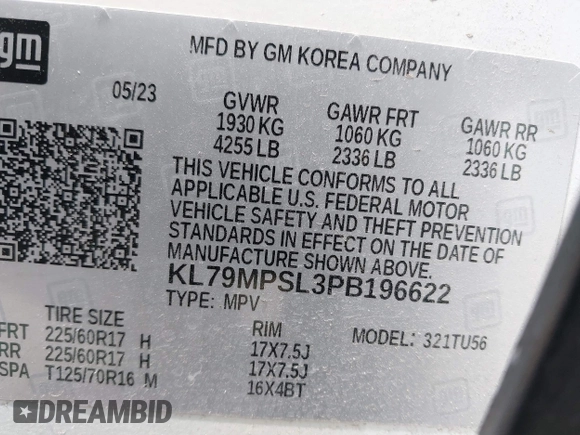 gm
MFD BY GM KOREA COMPANY
05/23
GVWR GAWR FRT GAWR RR
1930 KG 1060 KG 1060 KG
4255 LB 2336 LB 2336 LB
THIS VEHICLE CONFORMS TO ALL
APPLICABLE U.S. FEDERAL MOTOR
VEHICLE SAFETY AND THEFT PREVENTION
STANDARDS IN EFFECT ON THE DATE OF
MANUFACTURE SHOWN ABOVE.
KL79MPSL3PB196622
TYPE: MPV MODEL: 321TU56
TIRE SIZE RIM
FRT 225/60R17 H 17X7.5J
RR 225/60R17 H 17X7.5J
SPA T125/70R16 M 16X4BT
DREAMBID